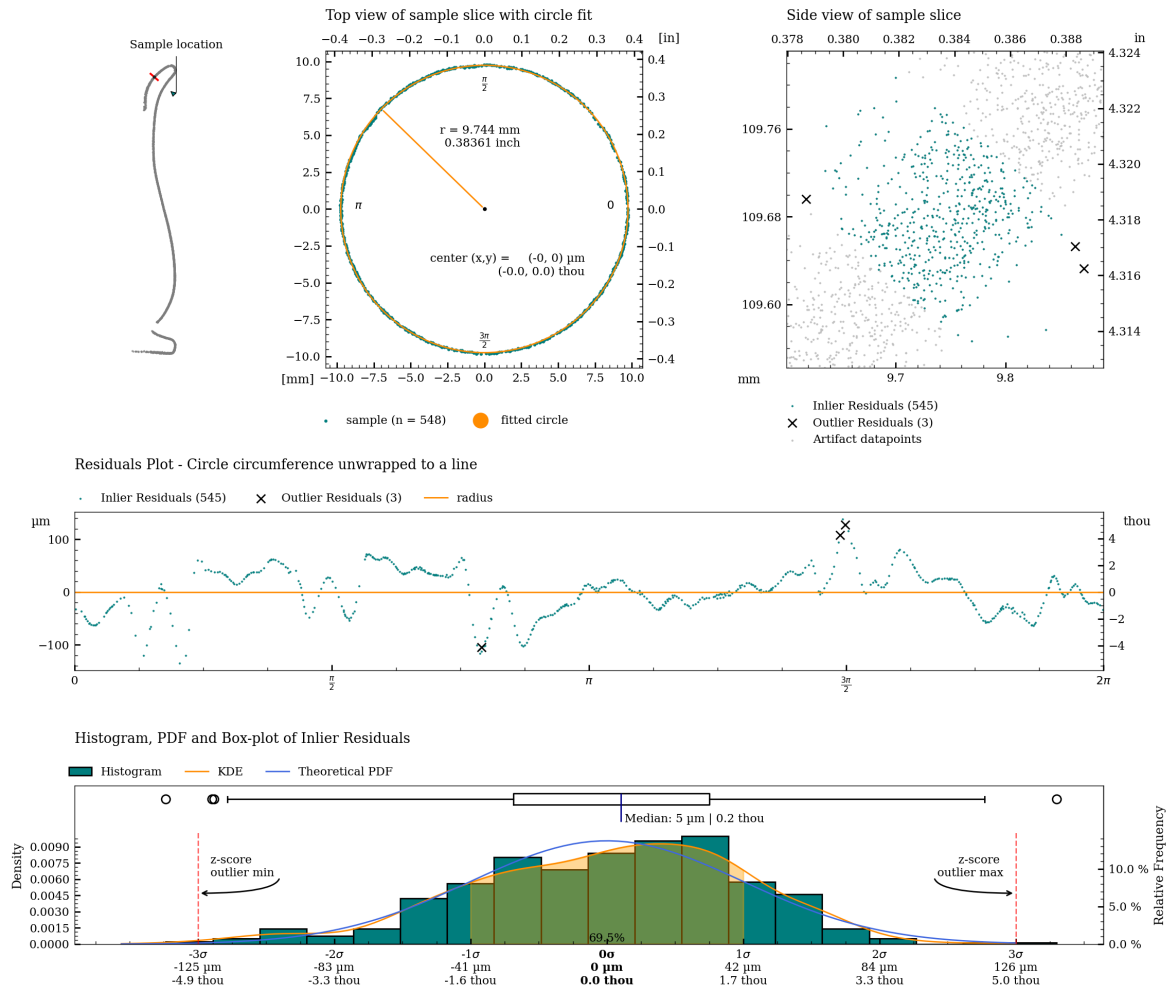 Top view of sample slice with circle fit
Side view of sample slice
Sample location
−0.4 −0.3 −0.2 −0.1 0.0 0.1 0.2 0.3 0.4 [in]
0.378 0.380 0.382 0.384 0.386 0.388 in
10.0
7.5
5.0
2.5
0.0
−2.5
−5.0
−7.5
−10.0
0.4
0.3
0.2
0.1
0.0
−0.1
−0.2
−0.3
−0.4
π/2
r = 9.744 mm
0.38361 inch
π
0
center (x,y) = (-0, 0) µm
(-0.0, 0.0) thou
3π/2
[mm] −10.0 −7.5 −5.0 −2.5 0.0 2.5 5.0 7.5 10.0
109.76
109.68
109.60
4.324
4.322
4.320
4.318
4.316
4.314
mm 9.7 9.8
sample (n = 548) fitted circle
Inlier Residuals (545)
Outlier Residuals (3)
Artifact datapoints
Residuals Plot - Circle circumference unwrapped to a line
Inlier Residuals (545) Outlier Residuals (3) radius
µm
thou
100
0
−100
4
2
0
−2
−4
0 π/2 π 3π/2 2π
Histogram, PDF and Box-plot of Inlier Residuals
Histogram KDE Theoretical PDF
Median: 5 µm | 0.2 thou
Density
0.0090
0.0075
0.0060
0.0045
0.0030
0.0015
0.0000
z-score
outlier min
z-score
outlier max
69.5%
10.0 %
5.0 %
0.0 %
Relative Frequency
-3σ -2σ -1σ 0σ 1σ 2σ 3σ
-125 µm -83 µm -41 µm 0 µm 42 µm 84 µm 126 µm
-4.9 thou -3.3 thou -1.6 thou 0.0 thou 1.7 thou 3.3 thou 5.0 thou